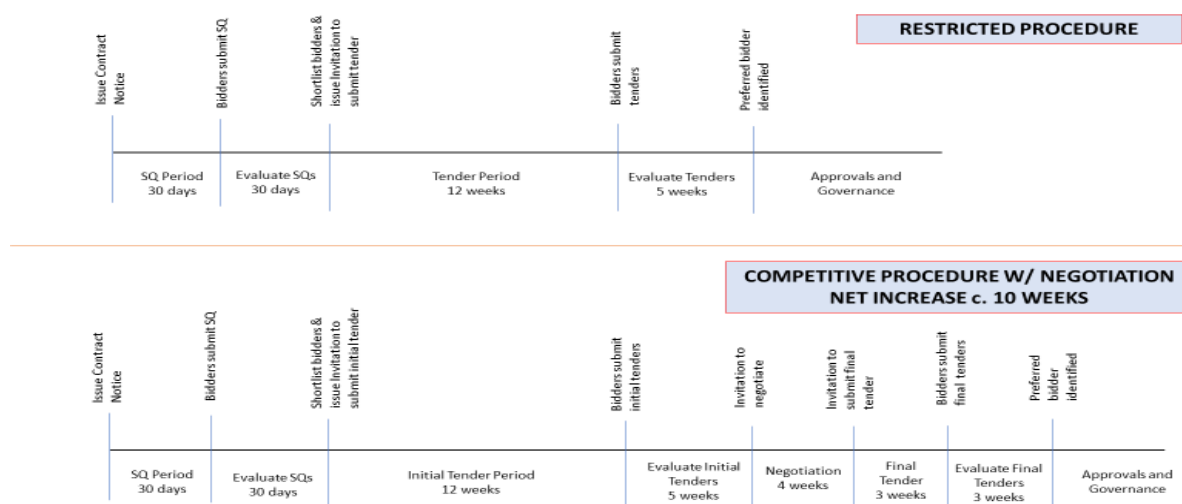 RESTRICTED PROCEDURE
Issue Contract
Notice
Bidders submit SQ
Shortlist bidders &
issue Invitation to
submit tender
Bidders submit
tenders
Preferred bidder
identified
SQ Period
30 days
Evaluate SQs
30 days
Tender Period
12 weeks
Evaluate Tenders
5 weeks
Approvals and
Governance
COMPETITIVE PROCEDURE W/ NEGOTIATION
NET INCREASE c. 10 WEEKS
Issue Contract
Notice
Bidders submit SQ
Shortlist bidders &
issue Invitation to
submit initial tender
Bidders submit
initial tenders
Invitation to
negotiate
Invitation to
submit final
tender
Bidders submit
final tenders
Preferred
bidder
identified
SQ Period
30 days
Evaluate SQs
30 days
Initial Tender Period
12 weeks
Evaluate Initial
Tenders
5 weeks
Negotiation
4 weeks
Final
Tender
3 weeks
Evaluate Final
Tenders
3 weeks
Approvals and
Governance